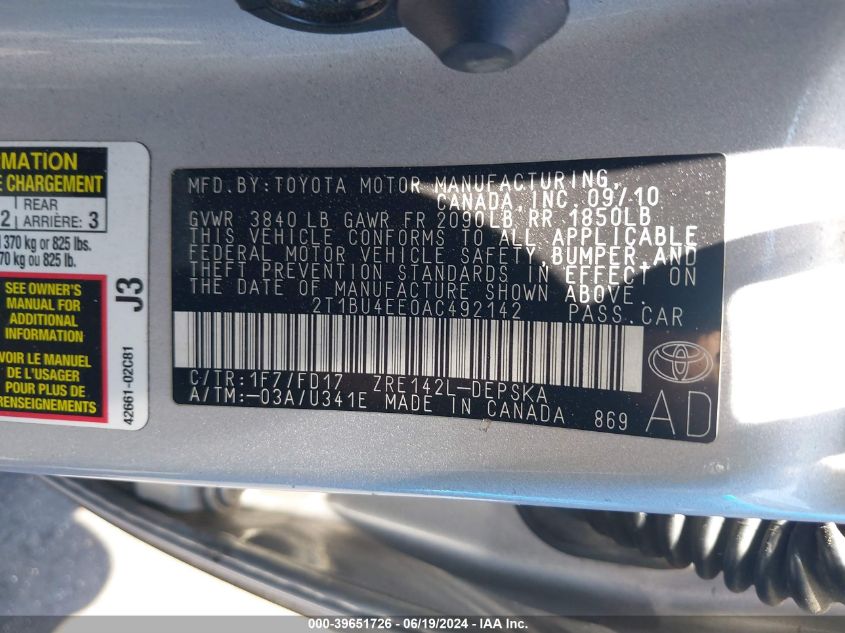 RMATION
E CHARGEMENT
REAR
2 ARRIÈRE: 3
370 kg or 825 lbs.
70 kg ou 825 lb.
SEE OWNER'S
MANUAL FOR
ADDITIONAL
INFORMATION
VOIR LE MANUEL
DE L'USAGER
POUR PLUS DE
RENSEIGNEMENTS
J3
42661-02C81
MFD.BY:TOYOTA MOTOR MANUFACTURING,
CANADA, INC. 09/10
GVWR 3840 LB GAWR FR 2090LB,RR 1850LB
THIS VEHICLE CONFORMS TO ALL APPLICABLE
FEDERAL MOTOR VEHICLE SAFETY, BUMPER,AND
THEFT PREVENTION STANDARDS IN EFFECT ON
THE DATE OF MANUFACTURE SHOWN ABOVE.
2T1BU4EE0AC492142 PASS.CAR
C/TR:1F7/FD17 ZRE142L-DEPSKA
A/TM:-03A/U341E MADE IN CANADA 869
AD
000-39651726 - 06/19/2024 - IAAI.com